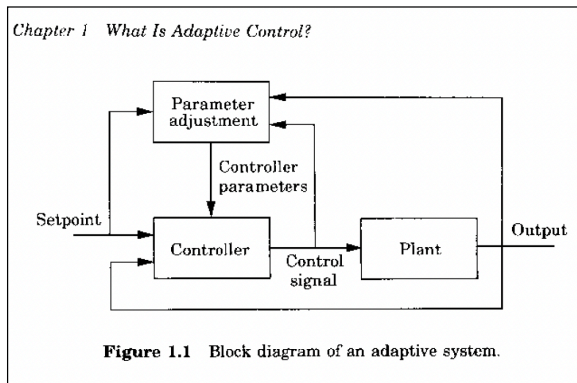 Chapter 1 What Is Adaptive Control?
Parameter
adjustment
Controller
parameters
Setpoint
Controller
Control
signal
Plant
Output
Figure 1.1 Block diagram of an adaptive system.